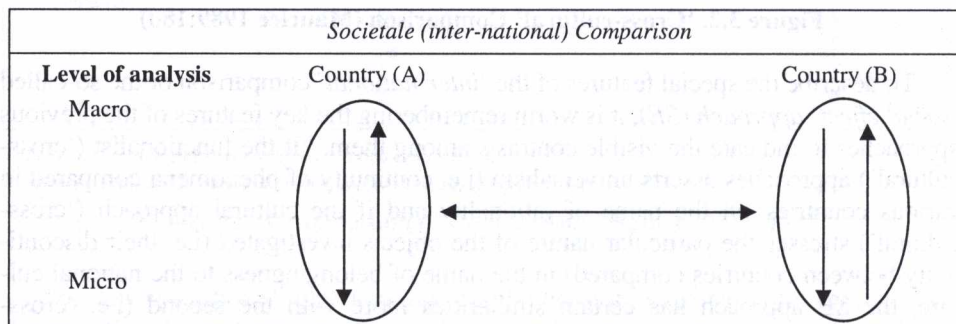 Societale (inter-national) Comparison
Level of analysis Country (A) Country (B)
Macro
Micro